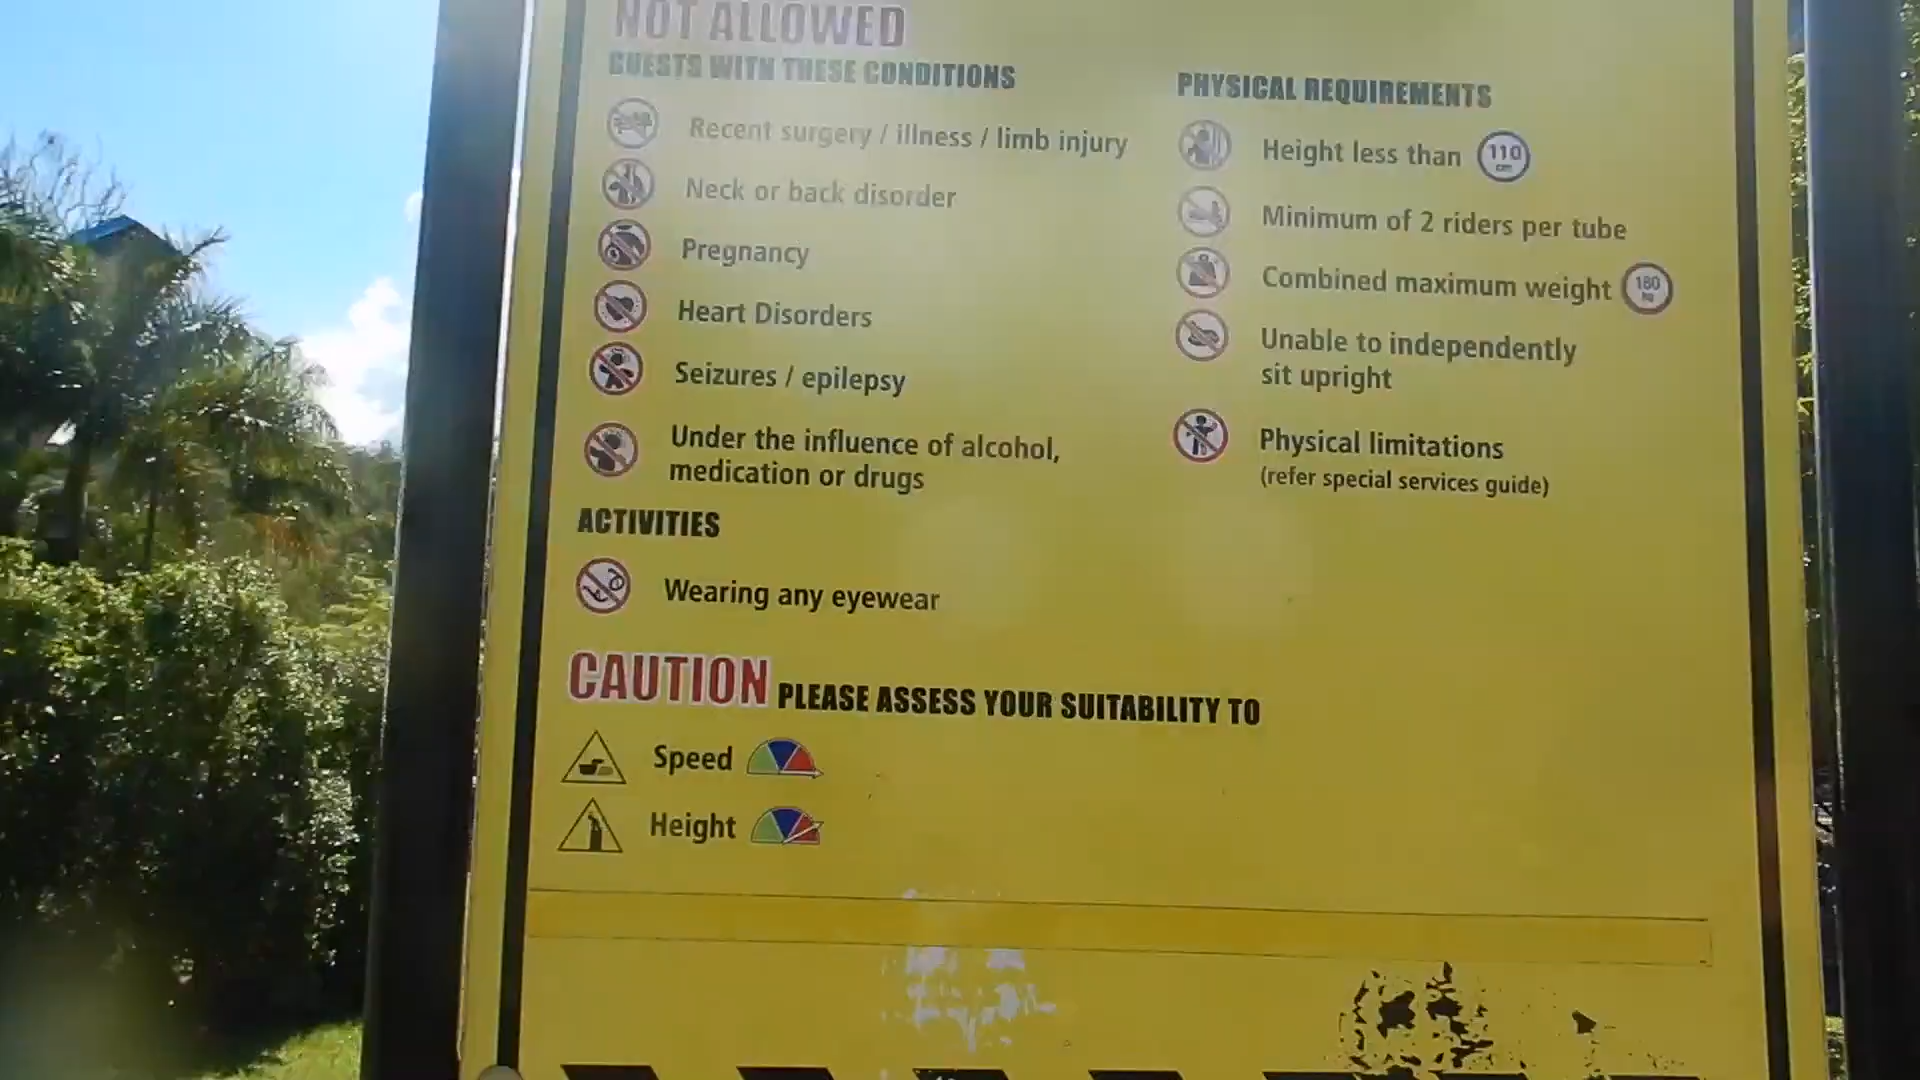 NOT ALLOWED
GUESTS WITH THESE CONDITIONS
Recent surgery / illness / limb injury
Neck or back disorder
Pregnancy
Heart Disorders
Seizures / epilepsy
Under the influence of alcohol,
medication or drugs
ACTIVITIES
Wearing any eyewear
PHYSICAL REQUIREMENTS
Height less than 110 cm
Minimum of 2 riders per tube
Combined maximum weight 180 kg
Unable to independently
sit upright
Physical limitations
(refer special services guide)
CAUTION PLEASE ASSESS YOUR SUITABILITY TO
Speed
Height